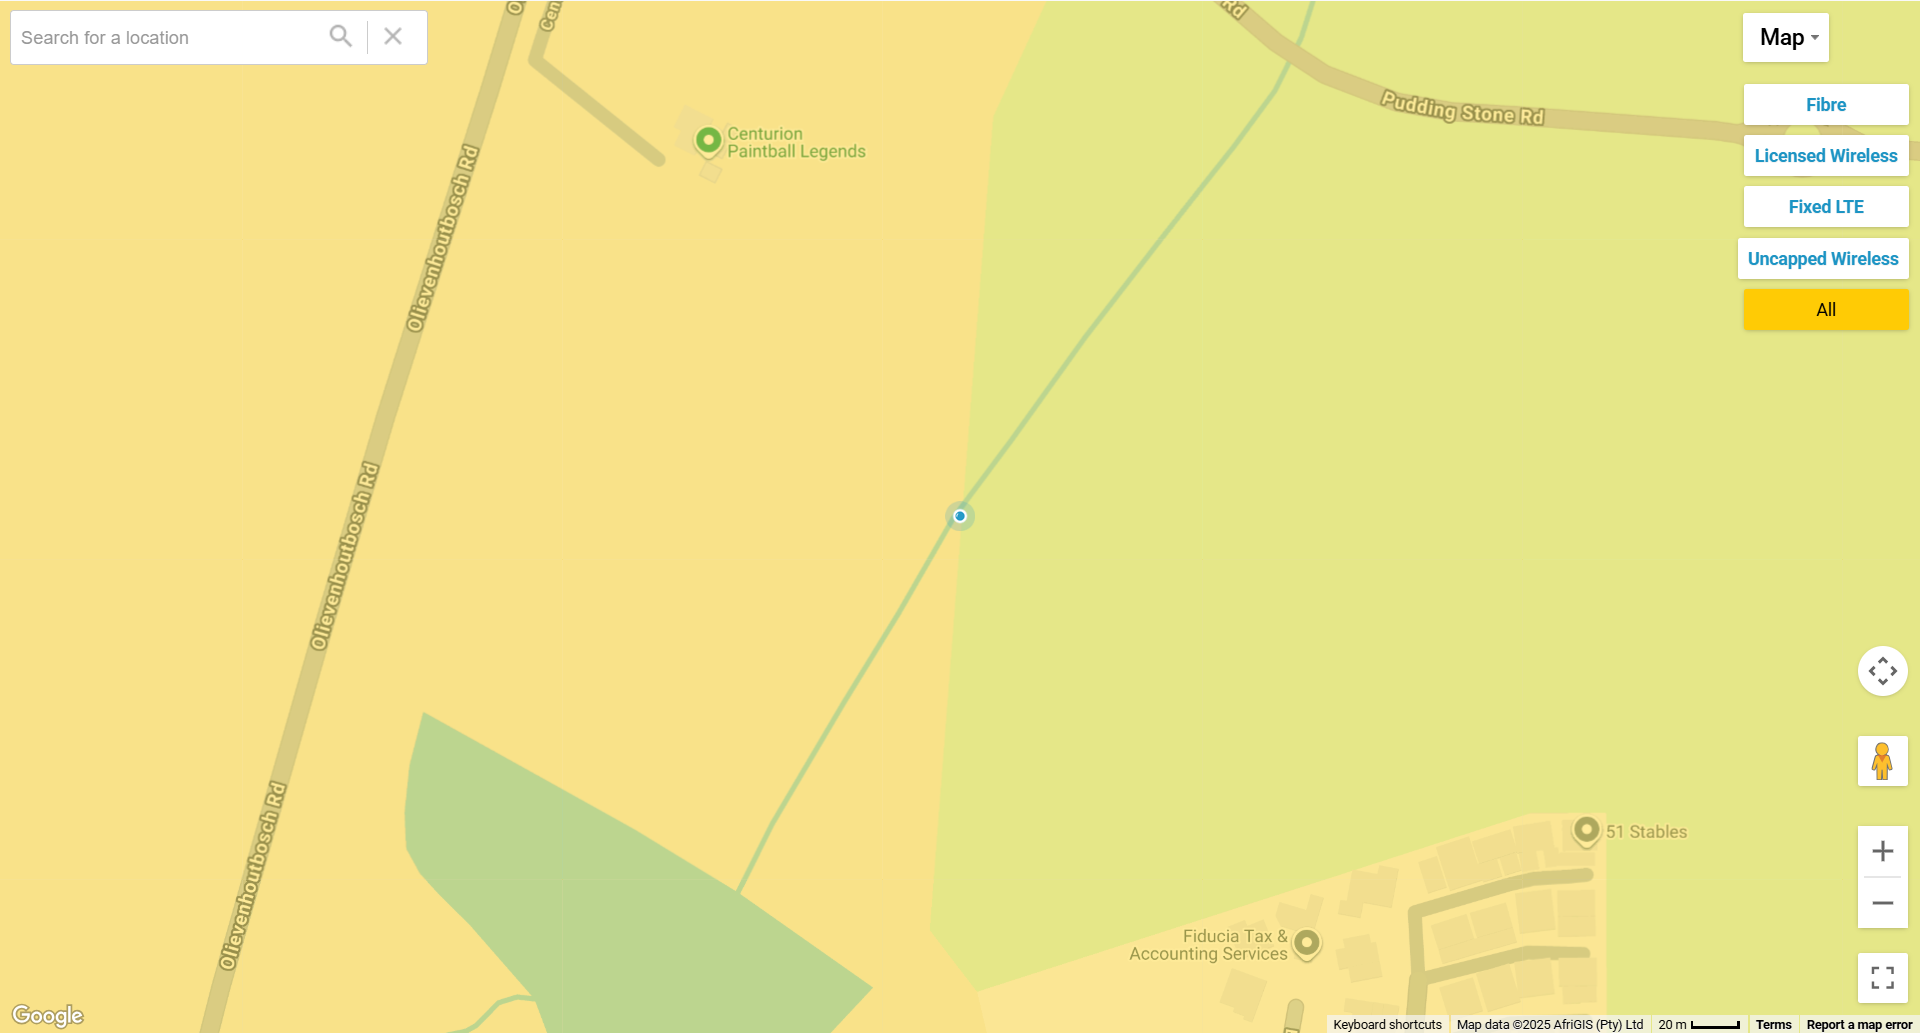 Search for a location
Map
Fibre
Licensed Wireless
Fixed LTE
Uncapped Wireless
All
Rd
Pudding Stone Rd
Cen
Centurion
Paintball Legends
Olievenhoutbosch Rd
Olievenhoutbosch Rd
Olievenhoutbosch Rd
51 Stables
Fiducia Tax &
Accounting Services
Google
Keyboard shortcuts
Map data ©2025 AfriGIS (Pty) Ltd
20 m
Terms
Report a map error